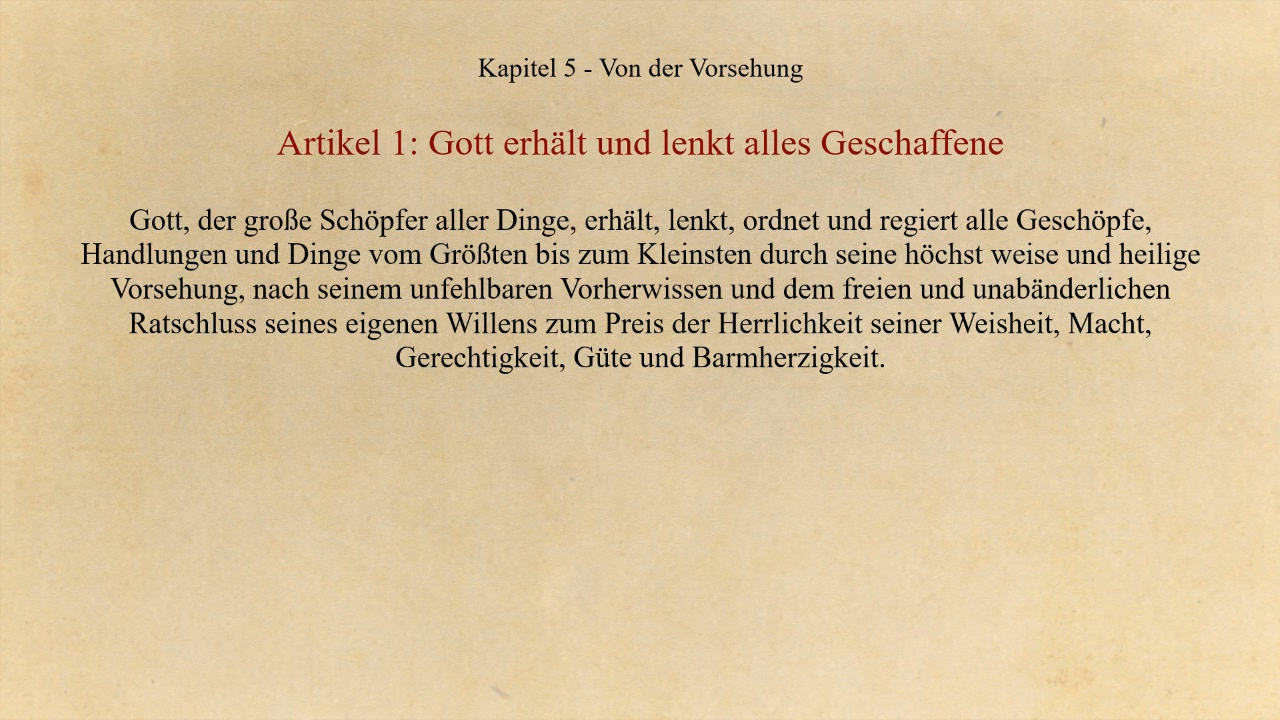 Kapitel 5 - Von der Vorsehung
Artikel 1: Gott erhält und lenkt alles Geschaffene
Gott, der große Schöpfer aller Dinge, erhält, lenkt, ordnet und regiert alle Geschöpfe,
Handlungen und Dinge vom Größten bis zum Kleinsten durch seine höchst weise und heilige
Vorsehung, nach seinem unfehlbaren Vorherwissen und dem freien und unabänderlichen
Ratschluss seines eigenen Willens zum Preis der Herrlichkeit seiner Weisheit, Macht,
Gerechtigkeit, Güte und Barmherzigkeit.